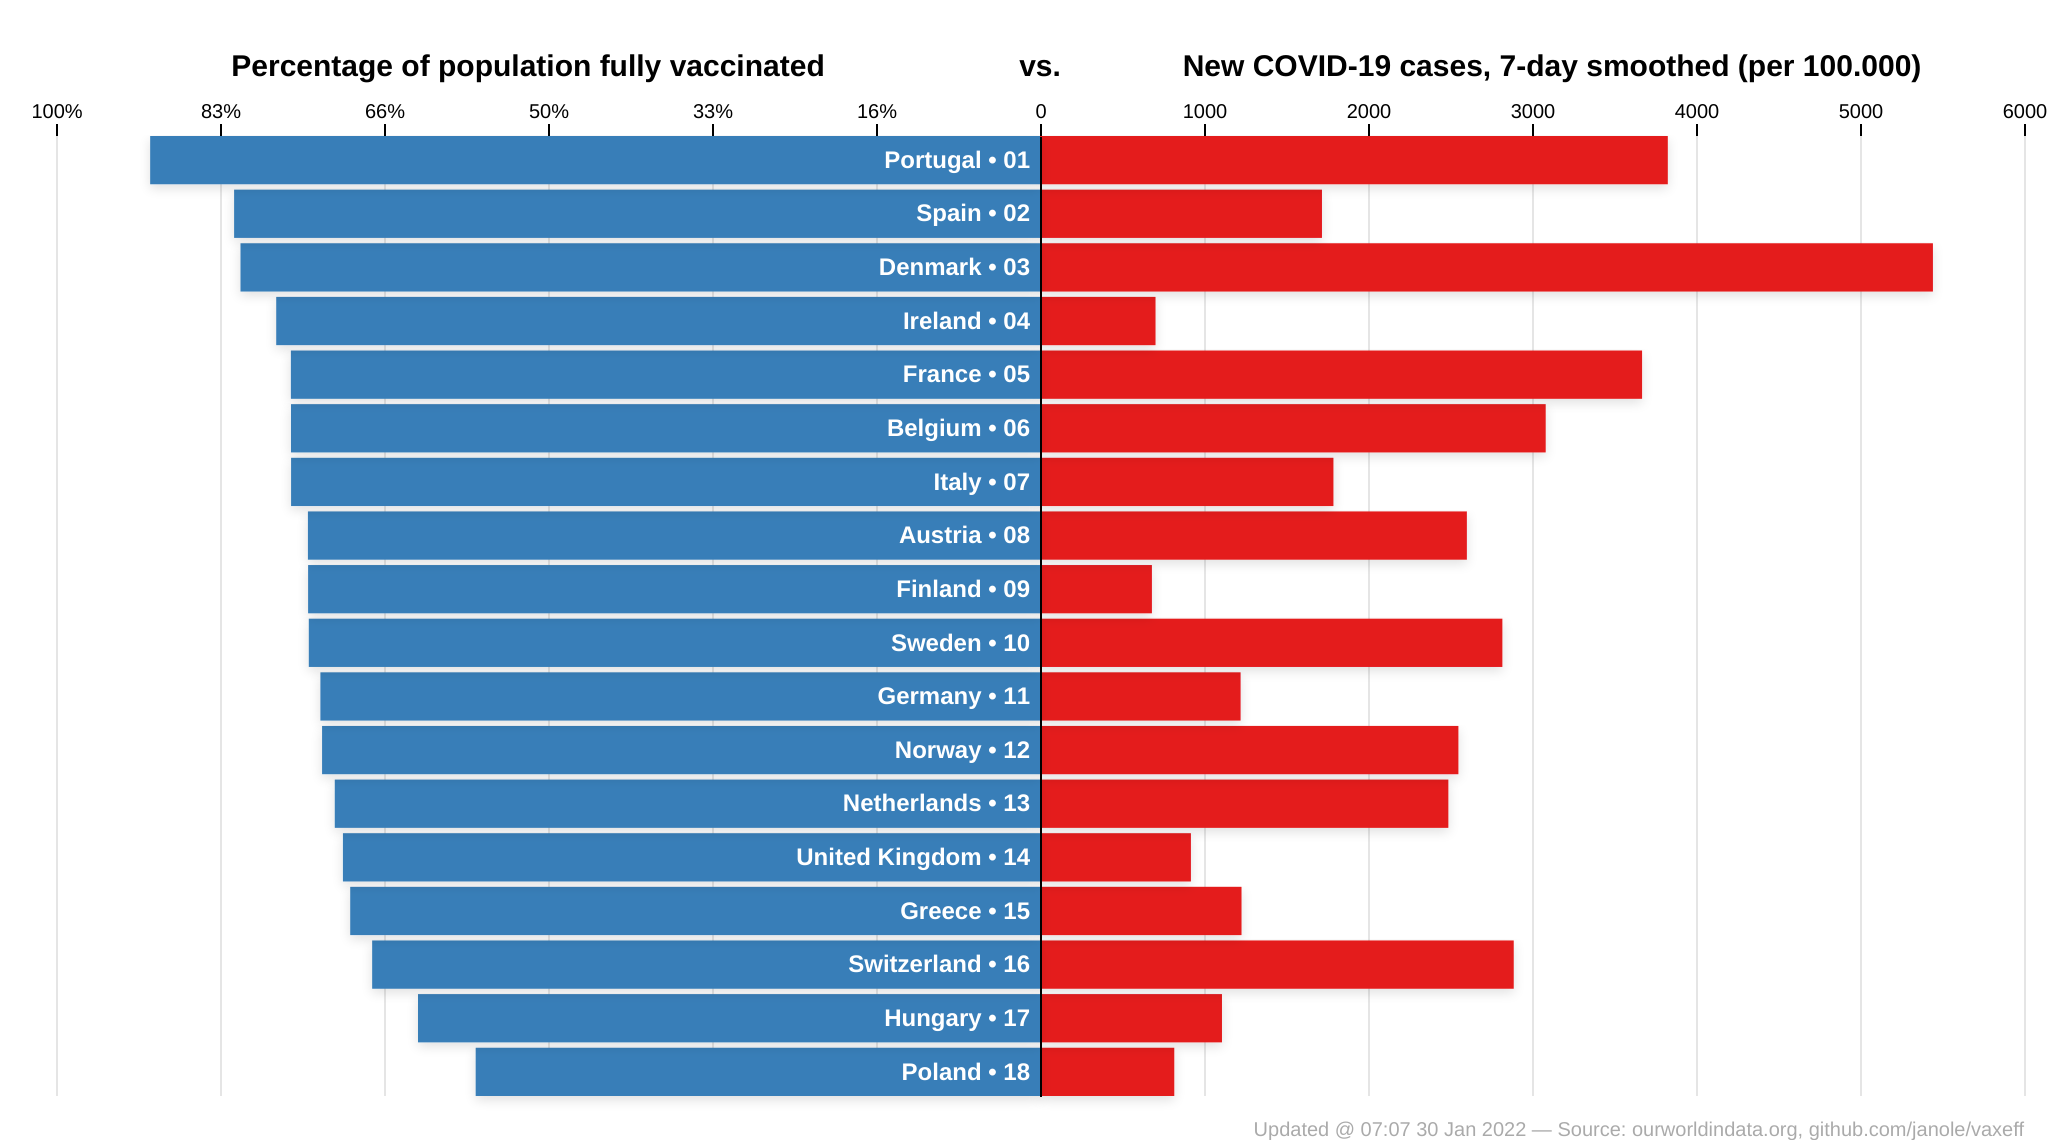 Percentage of population fully vaccinated vs. New COVID-19 cases, 7-day smoothed (per 100.000)
100% 83% 66% 50% 33% 16% 0 1000 2000 3000 4000 5000 6000
Portugal • 01
Spain • 02
Denmark • 03
Ireland • 04
France • 05
Belgium • 06
Italy • 07
Austria • 08
Finland • 09
Sweden • 10
Germany • 11
Norway • 12
Netherlands • 13
United Kingdom • 14
Greece • 15
Switzerland • 16
Hungary • 17
Poland • 18
Updated @ 07:07 30 Jan 2022 — Source: ourworldindata.org, github.com/janole/vaxeff